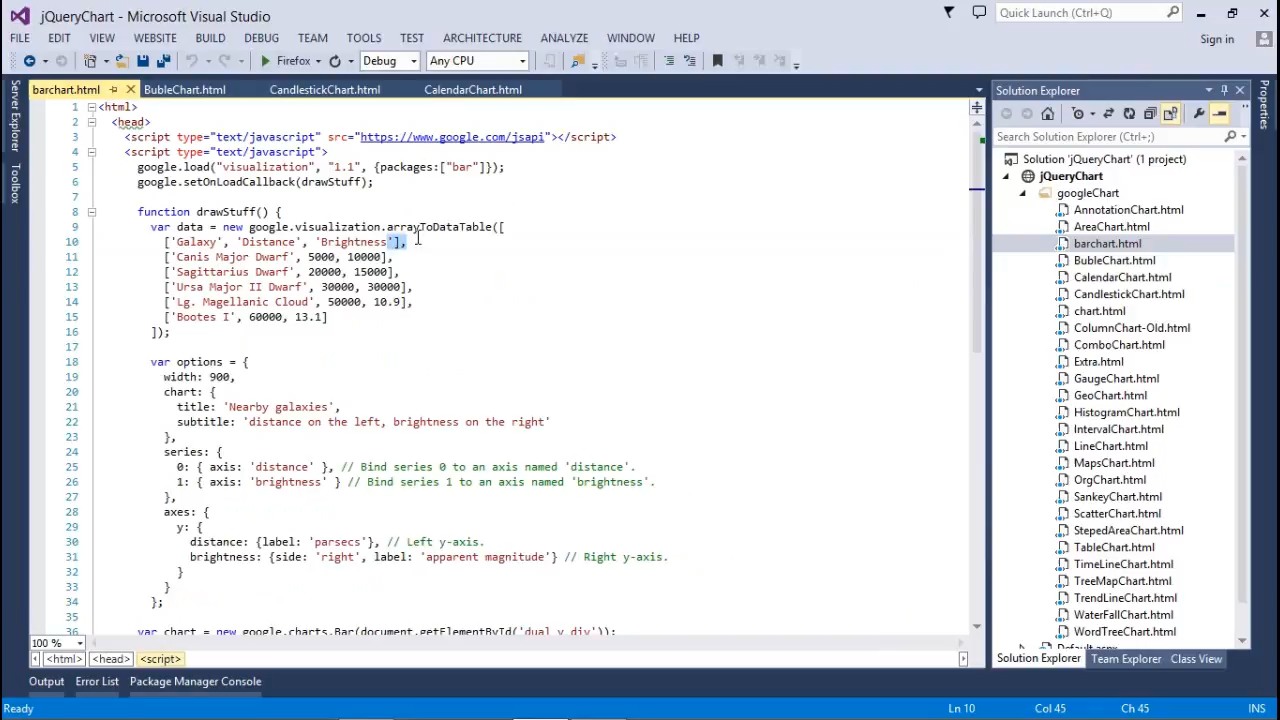 jQueryChart - Microsoft Visual Studio
Quick Launch (Ctrl+Q)
FILE EDIT VIEW WEBSITE BUILD DEBUG TEAM TOOLS TEST ARCHITECTURE ANALYZE WINDOW HELP
Sign in
Firefox Debug Any CPU
Server Explorer
Toolbox
barchart.html BubleChart.html CandlestickChart.html CalendarChart.html
1 <html>
2 <head>
3 <script type="text/javascript" src="https://www.google.com/jsapi"></script>
4 <script type="text/javascript">
5 google.load("visualization", "1.1", {packages:["bar"]});
6 google.setOnLoadCallback(drawStuff);
7
8 function drawStuff() {
9 var data = new google.visualization.arrayToDataTable([
10 ['Galaxy', 'Distance', 'Brightness'],
11 ['Canis Major Dwarf', 5000, 10000],
12 ['Sagittarius Dwarf', 20000, 15000],
13 ['Ursa Major II Dwarf', 30000, 30000],
14 ['Lg. Magellanic Cloud', 50000, 10.9],
15 ['Bootes I', 60000, 13.1]
16 ]);
17
18 var options = {
19 width: 900,
20 chart: {
21 title: 'Nearby galaxies',
22 subtitle: 'distance on the left, brightness on the right'
23 },
24 series: {
25 0: { axis: 'distance' }, // Bind series 0 to an axis named 'distance'.
26 1: { axis: 'brightness' } // Bind series 1 to an axis named 'brightness'.
27 },
28 axes: {
29 y: {
30 distance: {label: 'parsecs'}, // Left y-axis.
31 brightness: {side: 'right', label: 'apparent magnitude'} // Right y-axis.
32 }
33 }
34 };
35
36 var chart = new google.charts.Bar(document.getElementById('dual_y_div'));
100 %
<html> <head> <script>
Solution Explorer
Search Solution Explorer (Ctrl+;)
Solution 'jQueryChart' (1 project)
jQueryChart
googleChart
AnnotationChart.html
AreaChart.html
barchart.html
BubleChart.html
CalendarChart.html
CandlestickChart.html
chart.html
ColumnChart-Old.html
ComboChart.html
Extra.html
GaugeChart.html
GeoChart.html
HistogramChart.html
IntervalChart.html
LineChart.html
MapsChart.html
OrgChart.html
SankeyChart.html
ScatterChart.html
StepedAreaChart.html
TableChart.html
TimeLineChart.html
TreeMapChart.html
TrendLineChart.html
WaterFallChart.html
WordTreeChart.html
Default.aspx
Solution Explorer Team Explorer Class View
Properties
Output Error List Package Manager Console
Ready Ln 10 Col 45 Ch 45 INS